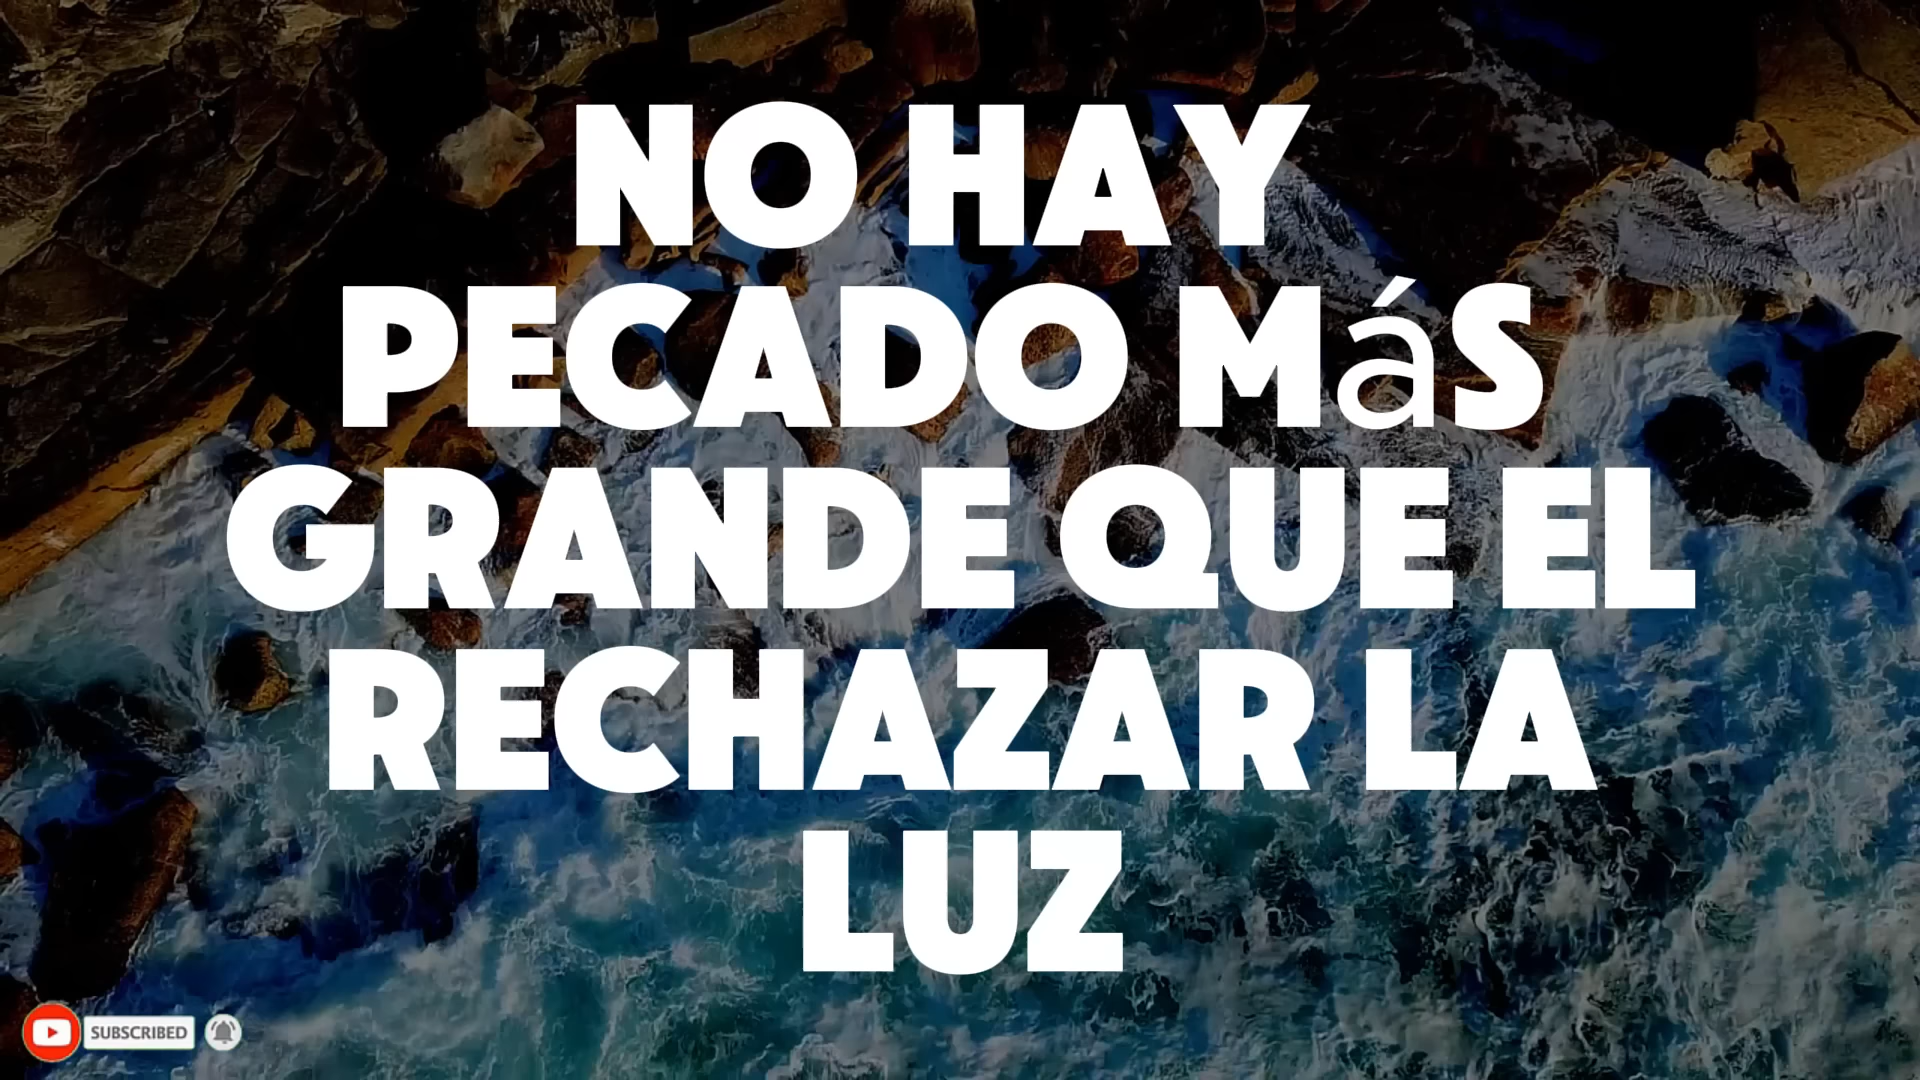 NO HAY
PECADO MáS
GRANDE QUE EL
RECHAZAR LA
LUZ
SUBSCRIBED